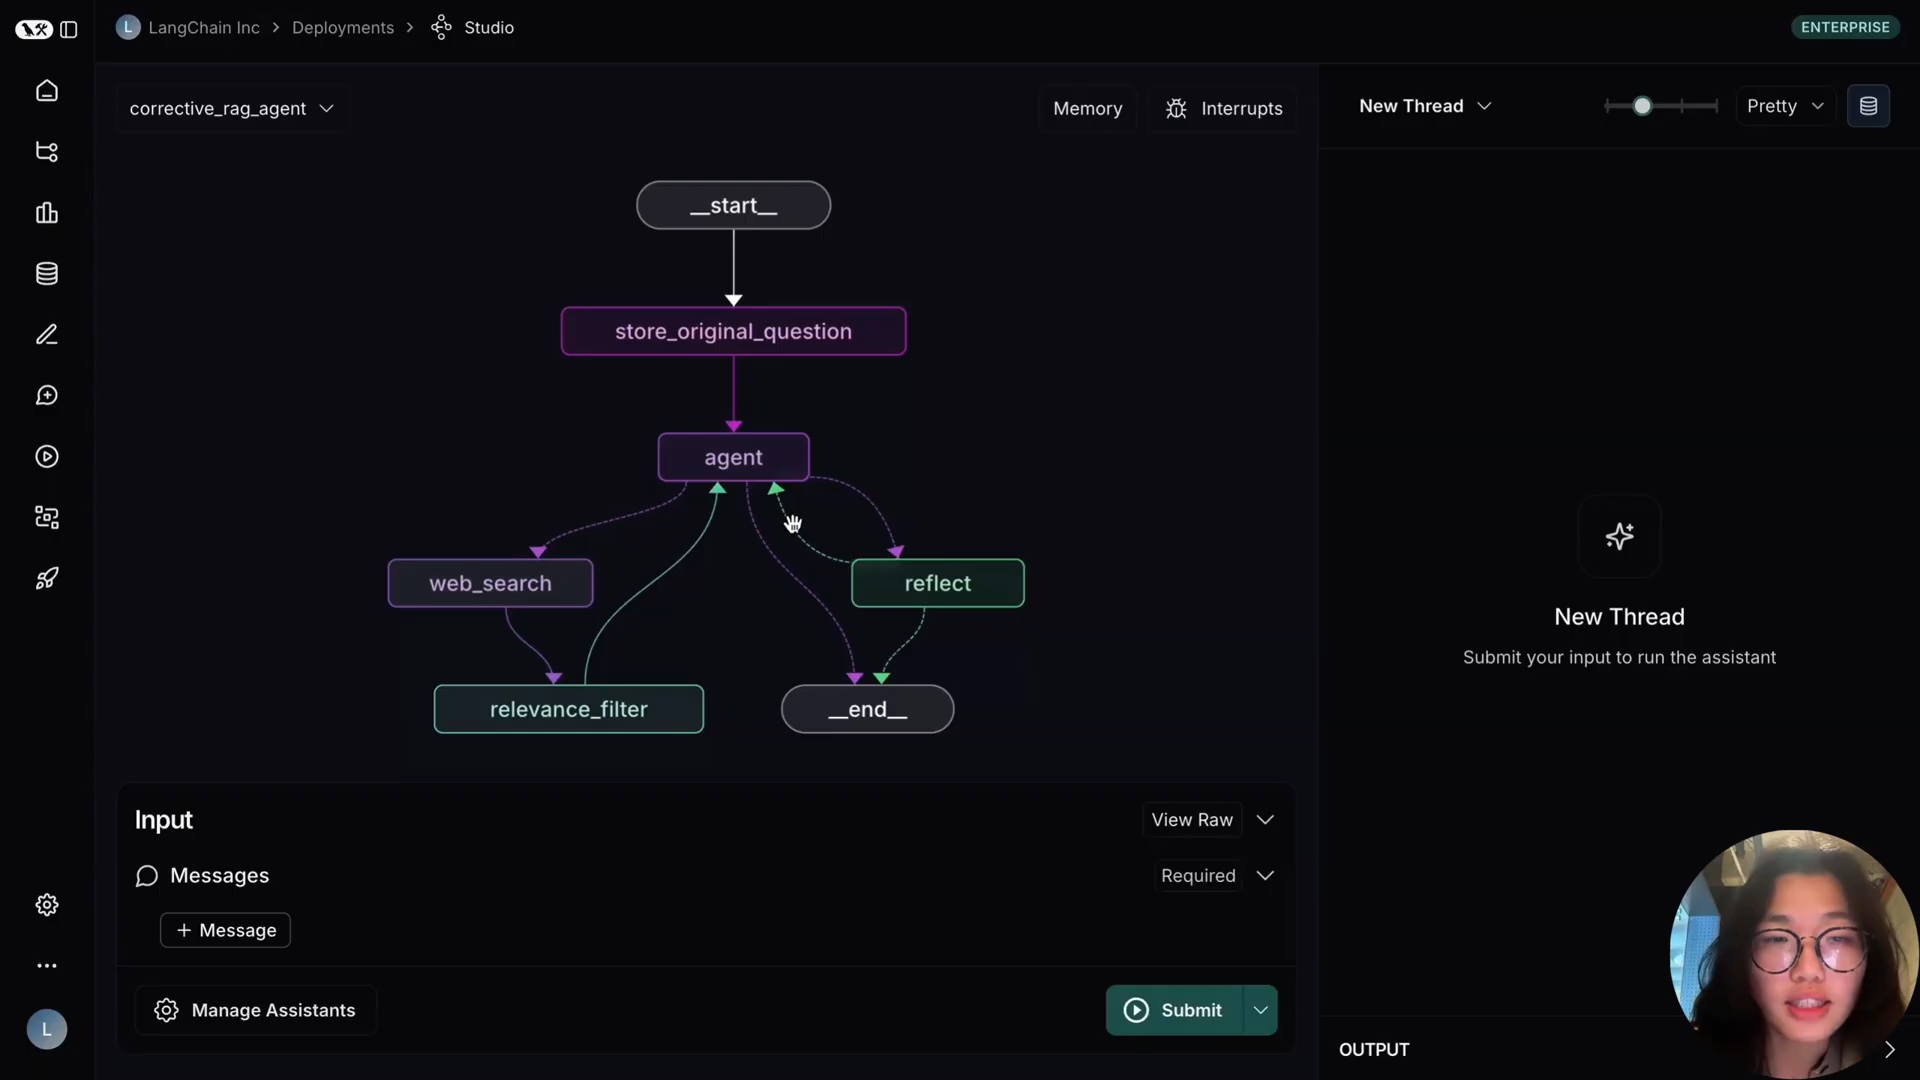 L LangChain Inc > Deployments > Studio
ENTERPRISE
corrective_rag_agent
Memory
Interrupts
New Thread
Pretty
__start__
store_original_question
agent
web_search
reflect
relevance_filter
__end__
New Thread
Submit your input to run the assistant
Input
View Raw
Messages
Required
+ Message
Manage Assistants
Submit
L
OUTPUT